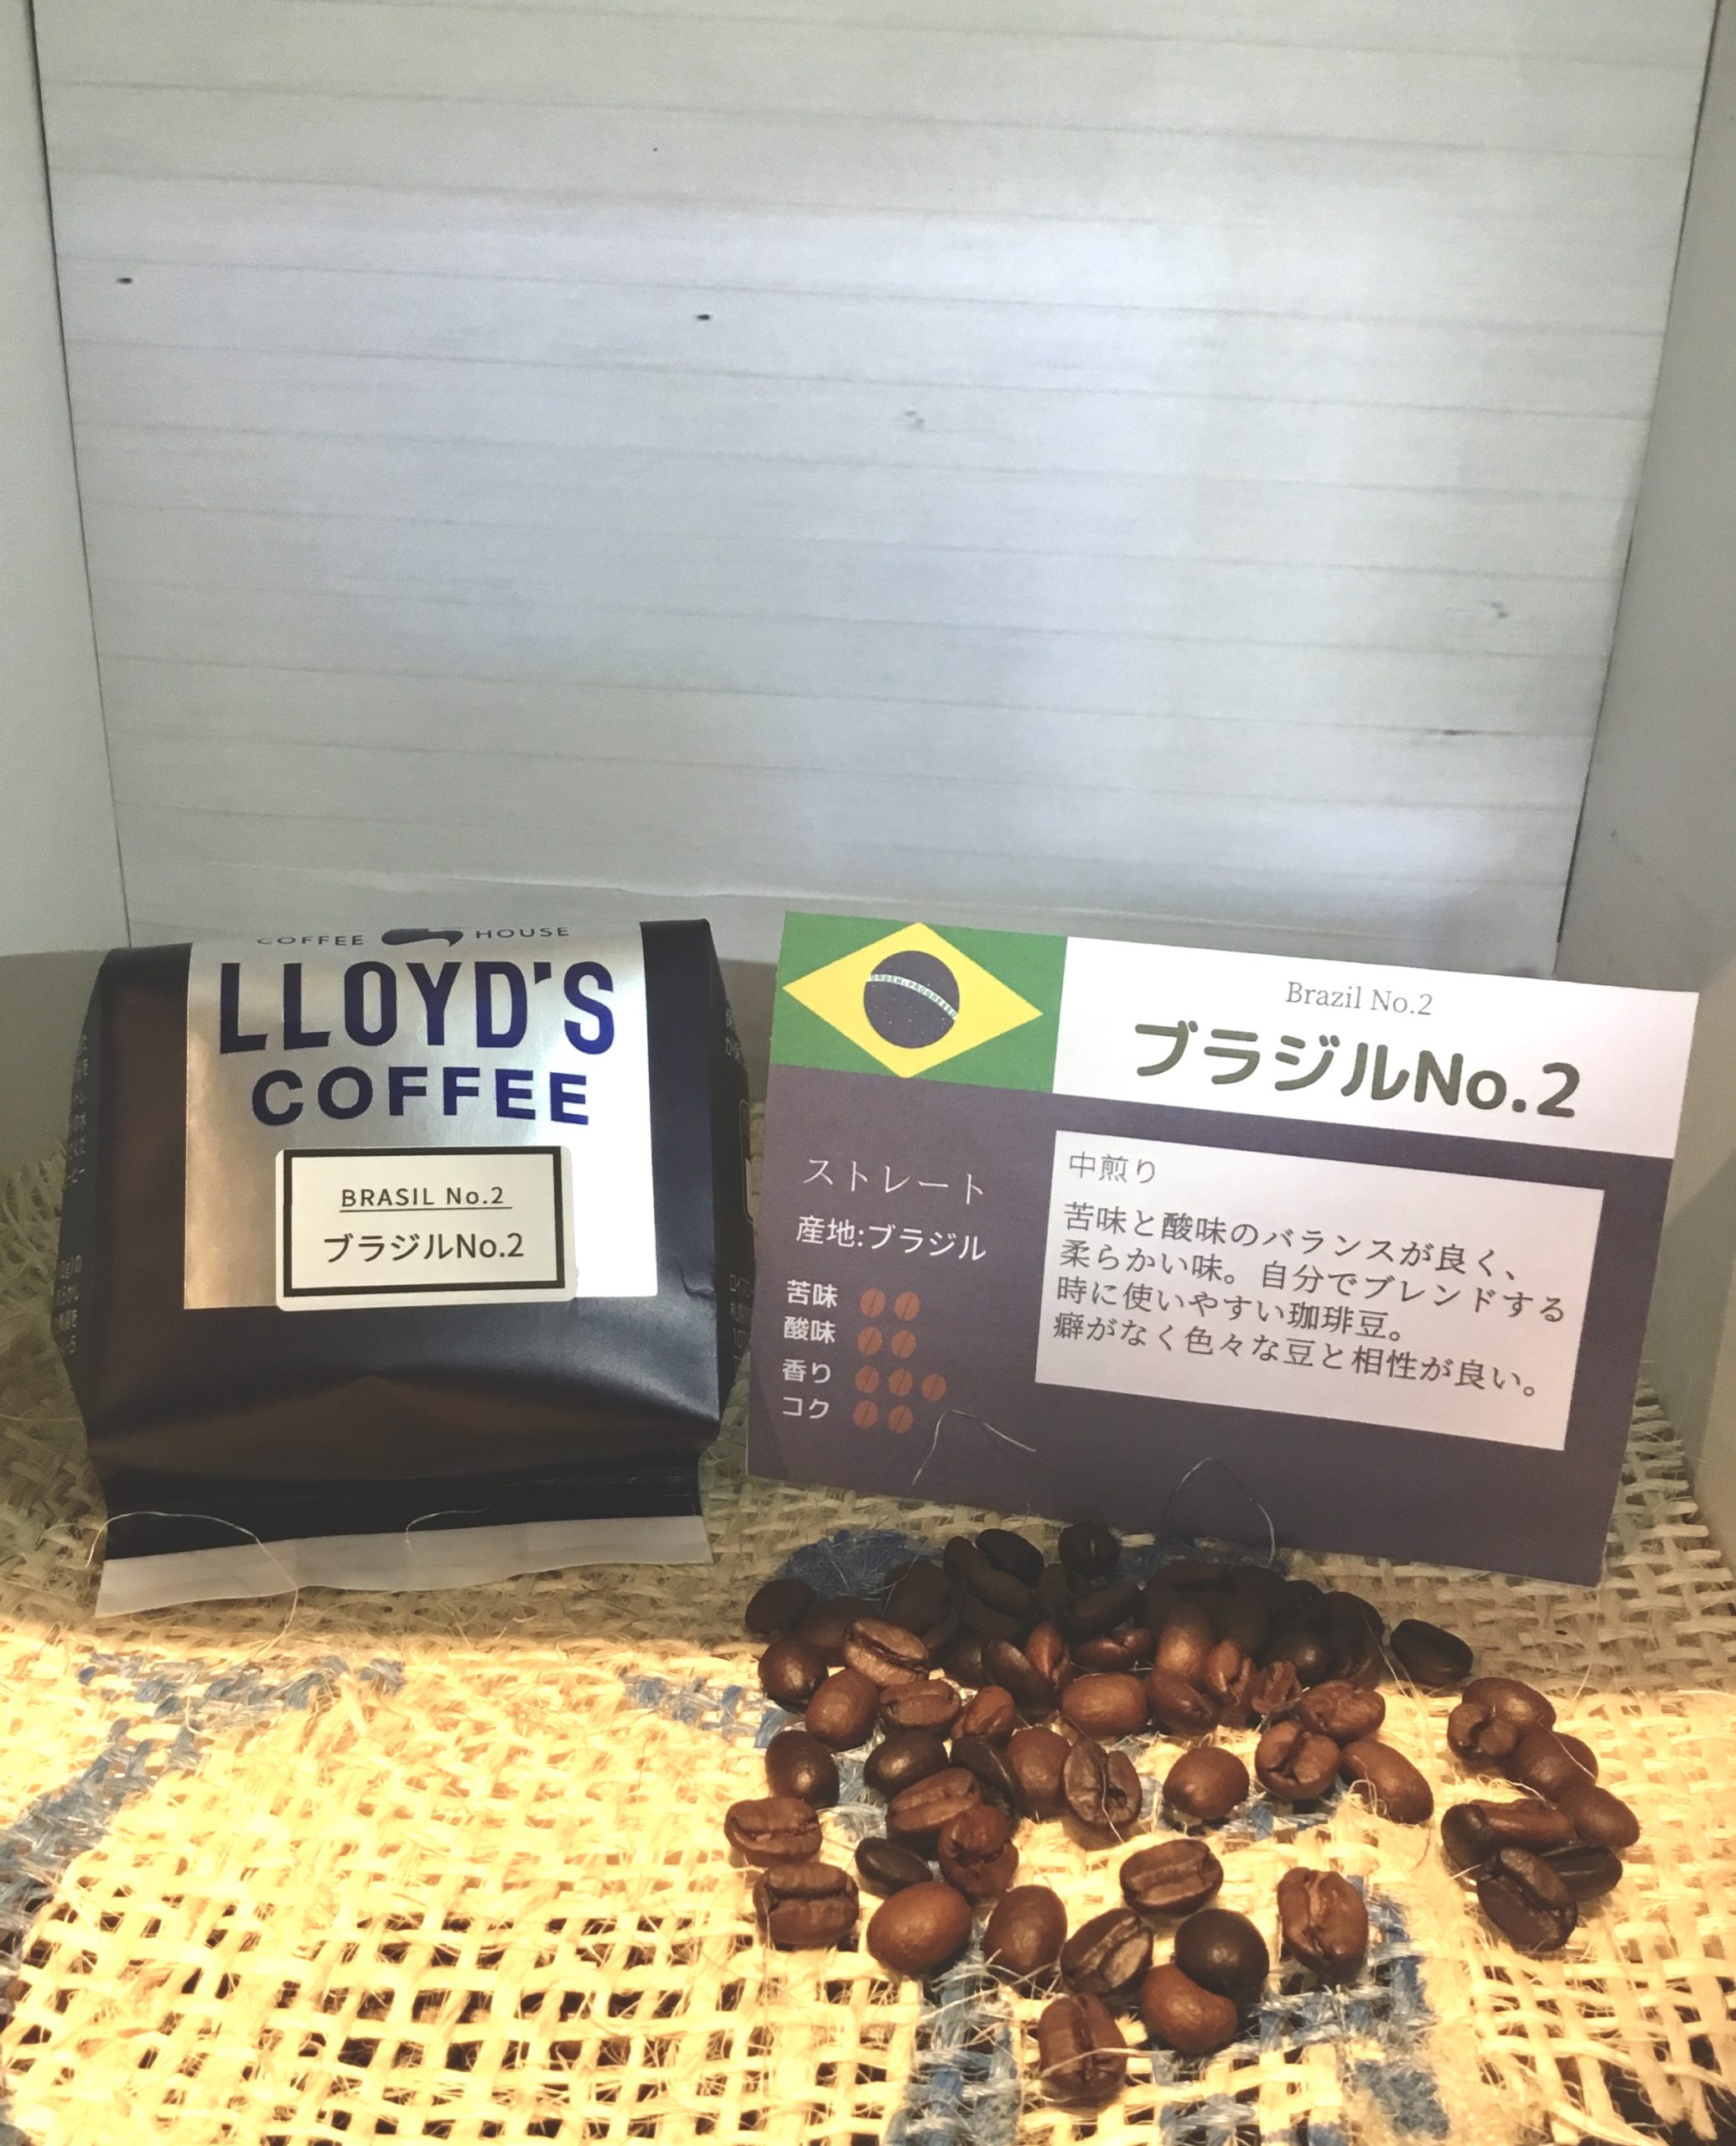 COFFEE HOUSE
LLOYD'S
COFFEE
BRASIL No.2
ブラジルNo.2
ORDEM E PROGRESSO
Brazil No.2
ブラジルNo.2
ストレート
産地:ブラジル
苦味
酸味
香り
コク
中煎り
苦味と酸味のバランスが良く、
柔らかい味。自分でブレンドする
時に使いやすい珈琲豆。
癖がなく色々な豆と相性が良い。